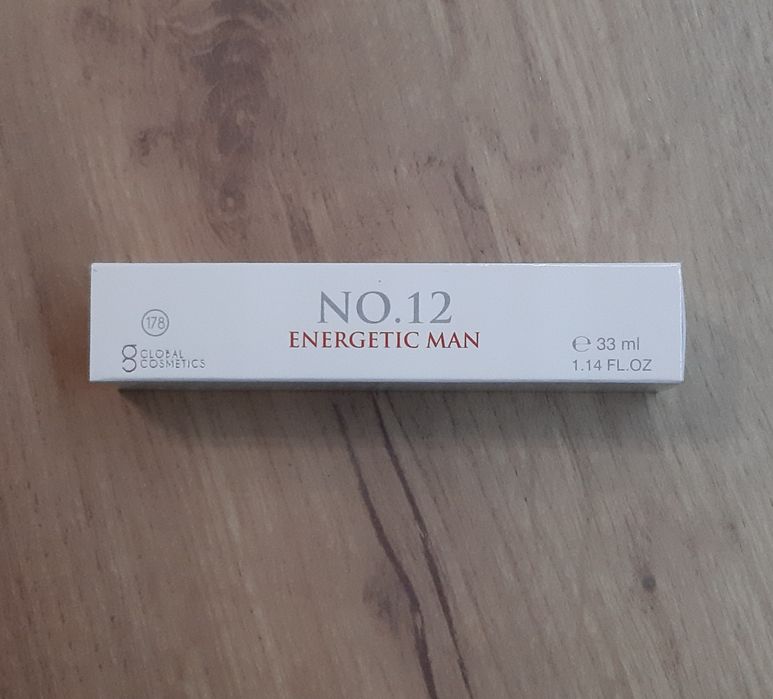 NO.12
ENERGETIC MAN
178
GLOBAL
COSMETICS
℮ 33 ml
1.14 FL.OZ